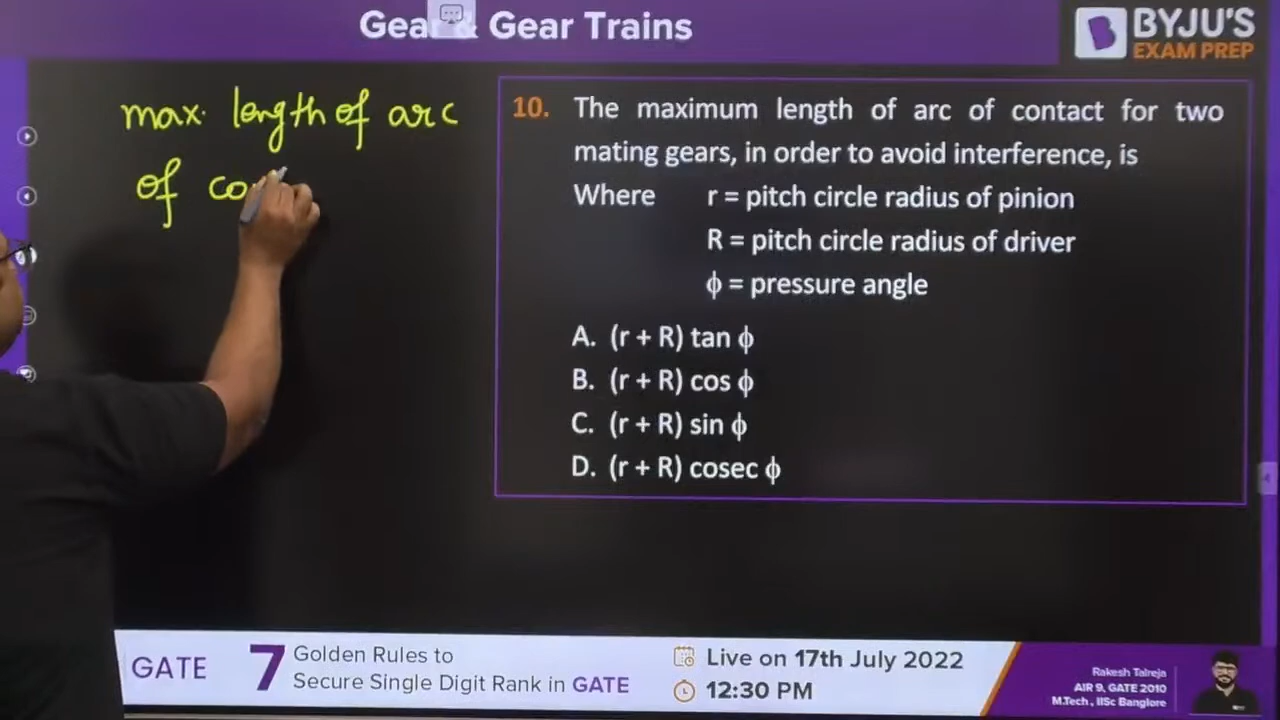 Gear & Gear Trains
BYJU'S
EXAM PREP
max. length of arc
of co
10. The maximum length of arc of contact for two
mating gears, in order to avoid interference, is
Where r = pitch circle radius of pinion
R = pitch circle radius of driver
ϕ = pressure angle
A. (r + R) tan ϕ
B. (r + R) cos ϕ
C. (r + R) sin ϕ
D. (r + R) cosec ϕ
GATE 7 Golden Rules to
Secure Single Digit Rank in GATE
Live on 17th July 2022
12:30 PM
Rakesh Talreja
AIR 9, GATE 2010
M.Tech, IISc Banglore